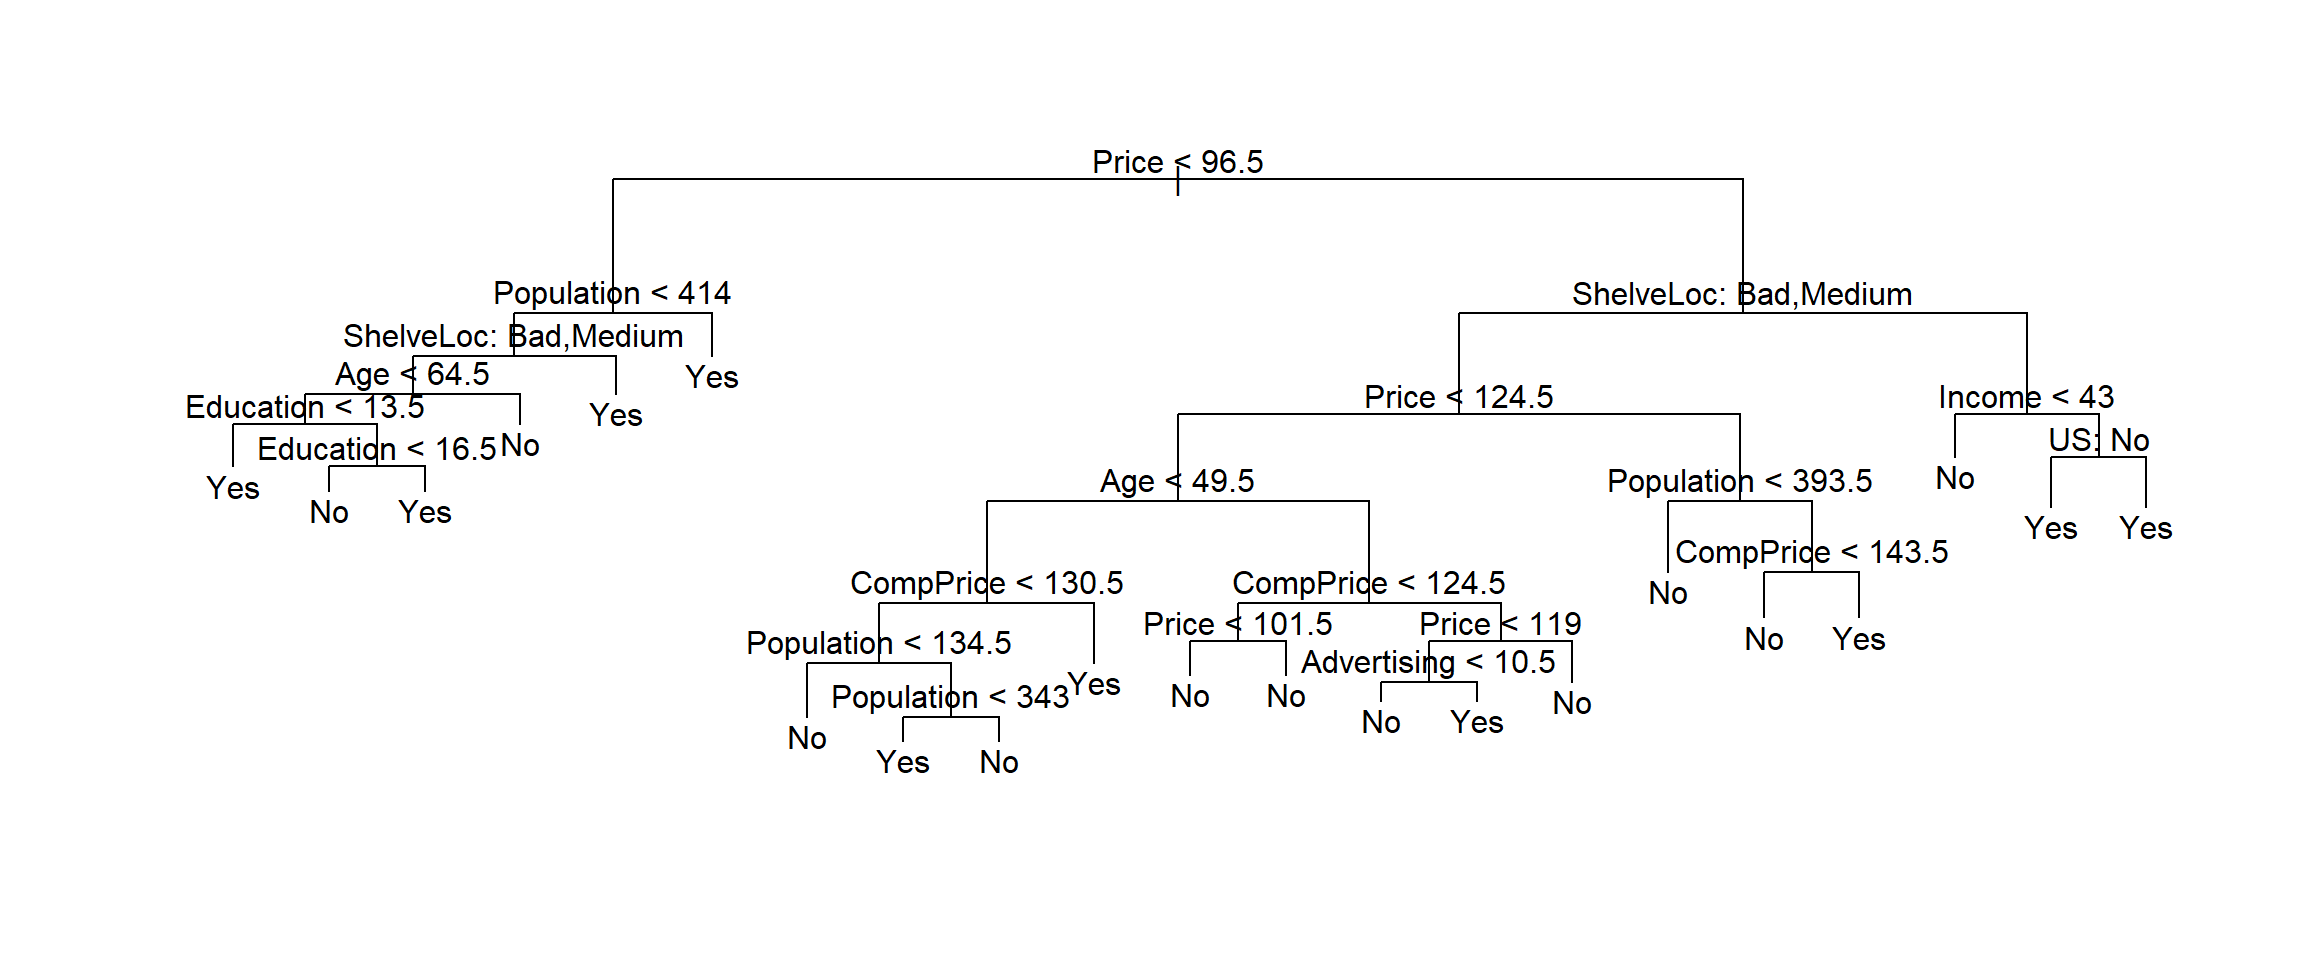 Price < 96.5
Population < 414
ShelveLoc: Bad,Medium
ShelveLoc: Bad,Medium
Age < 64.5
Yes
Education < 13.5
Yes
Price < 124.5
Income < 43
Education < 16.5
No
US: No
Yes
No
Yes
Age < 49.5
Population < 393.5
No
Yes
Yes
CompPrice < 130.5
CompPrice < 124.5
No
CompPrice < 143.5
Population < 134.5
Price < 101.5
Price < 119
No
Yes
Population < 343
Yes
No
No
Advertising < 10.5
No
No
Yes
No
No
Yes
No